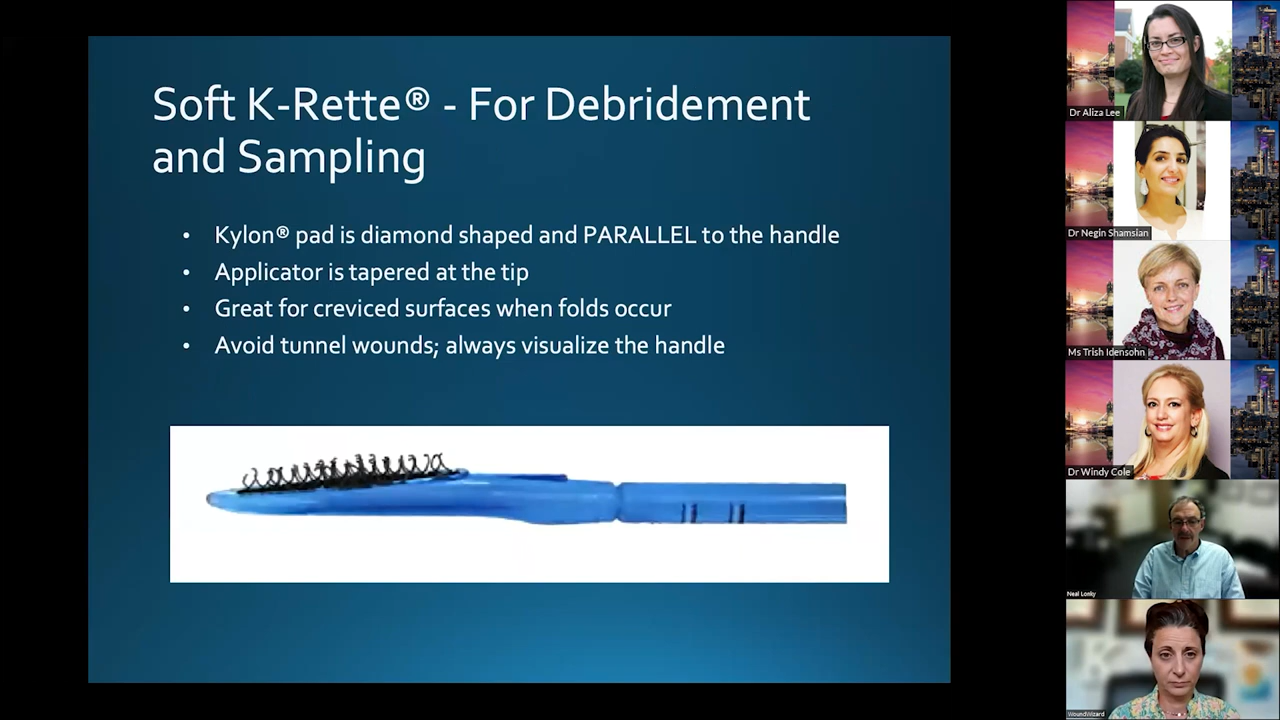 Soft K-Rette® - For Debridement
and Sampling
• Kylon® pad is diamond shaped and PARALLEL to the handle
• Applicator is tapered at the tip
• Great for creviced surfaces when folds occur
• Avoid tunnel wounds; always visualize the handle
Dr Aliza Lee
Dr Negin Shamsian
Ms Trish Idensohn
Dr Windy Cole
Neal Lonky
WoundWizard